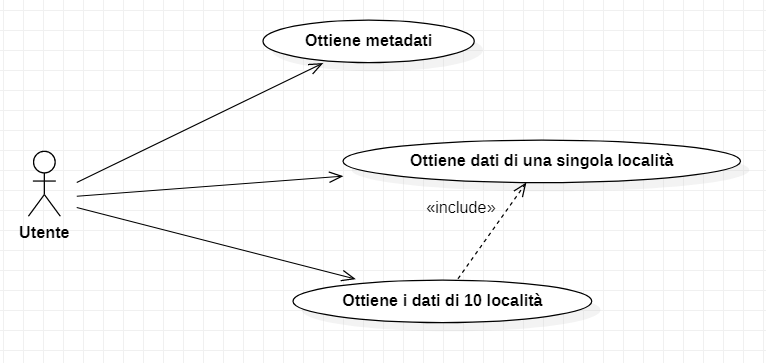 Ottiene metadati
Ottiene dati di una singola località
«include»
Utente
Ottiene i dati di 10 località